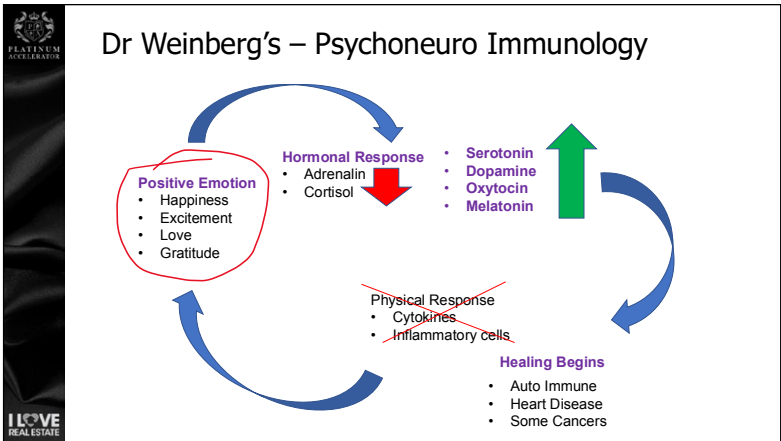 PLATINUM
ACCELERATOR
Dr Weinberg's – Psychoneuro Immunology
Positive Emotion
• Happiness
• Excitement
• Love
• Gratitude
Hormonal Response
• Adrenalin
• Cortisol
• Serotonin
• Dopamine
• Oxytocin
• Melatonin
Physical Response
• Cytokines
• Inflammatory cells
Healing Begins
• Auto Immune
• Heart Disease
• Some Cancers
I LOVE
REAL ESTATE